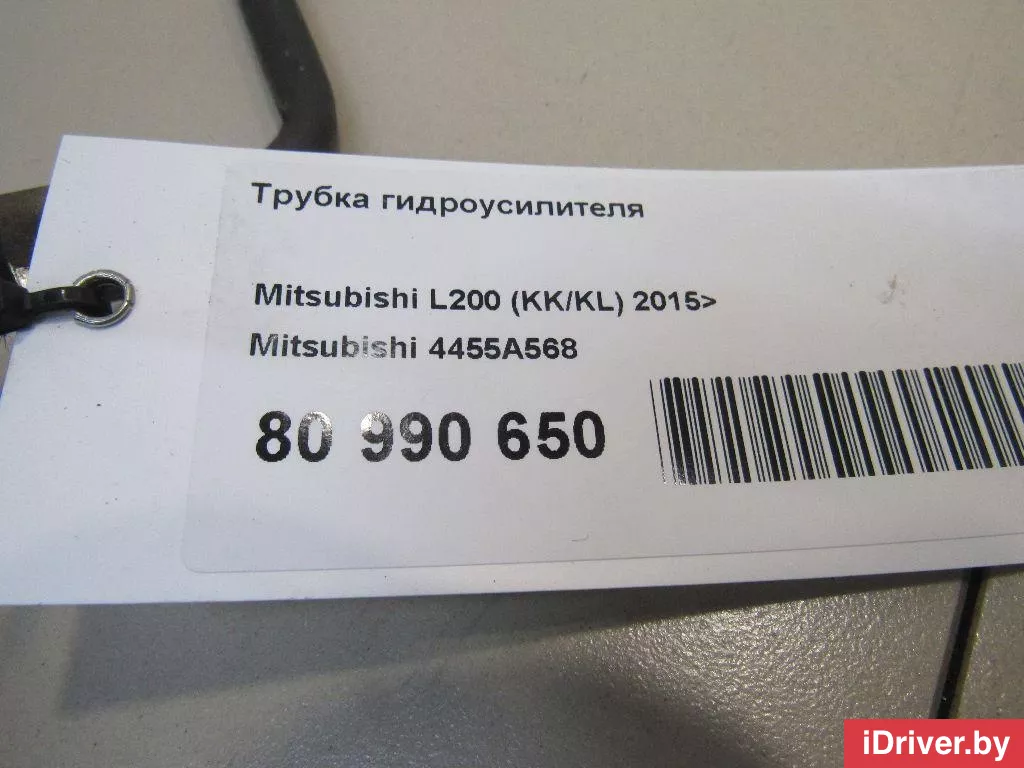 Трубка гидроусилителя
Mitsubishi L200 (KK/KL) 2015>
Mitsubishi 4455A568
80 990 650
iDriver.by